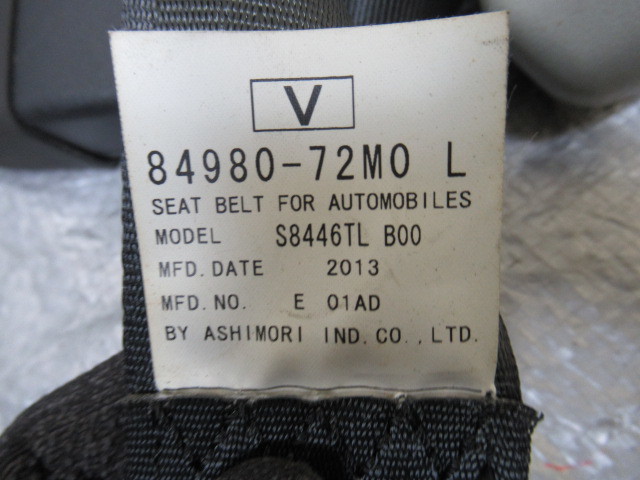 V
84980-72M0 L
SEAT BELT FOR AUTOMOBILES
MODEL S8446TL B00
MFD. DATE 2013
MFD. NO. E 01AD
BY ASHIMORI IND. CO., LTD.